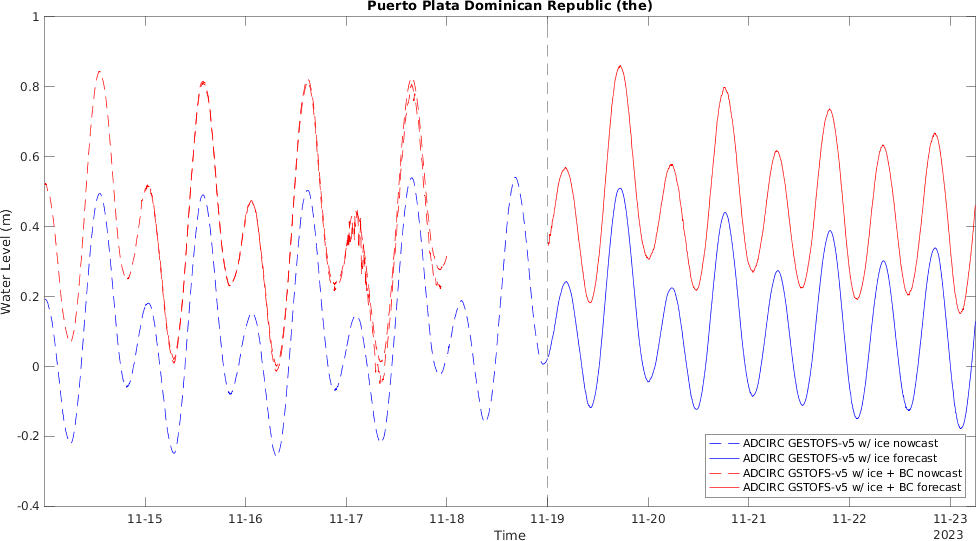 Puerto Plata Dominican Republic (the)
1
0.8
0.6
0.4
0.2
0
-0.2
-0.4
Water Level (m)
11-15 11-16 11-17 11-18 11-19 11-20 11-21 11-22 11-23
Time
2023
ADCIRC GESTOFS-v5 w/ ice nowcast
ADCIRC GESTOFS-v5 w/ ice forecast
ADCIRC GSTOFS-v5 w/ ice + BC nowcast
ADCIRC GSTOFS-v5 w/ ice + BC forecast